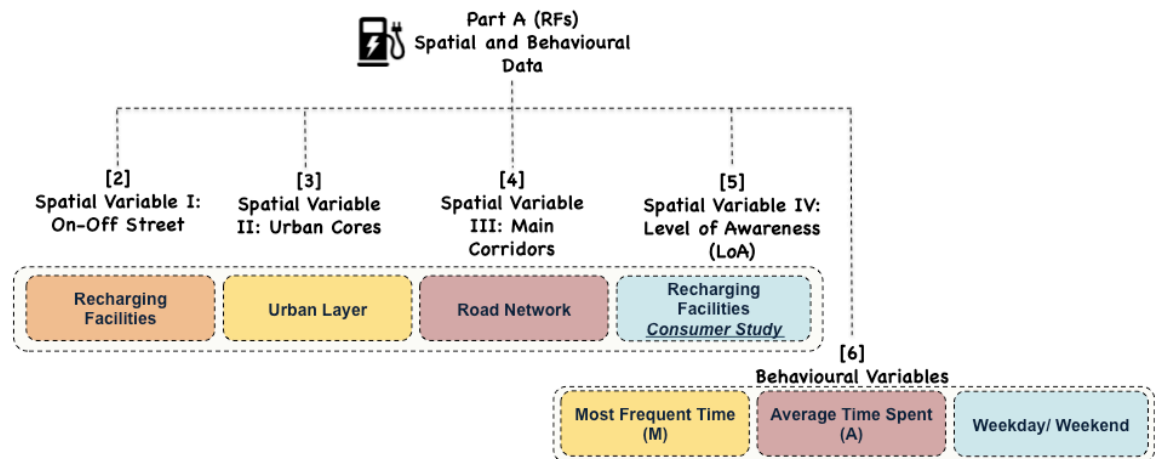 Part A (RFs)
Spatial and Behavioural
Data
[2]
Spatial Variable I:
On-Off Street
[3]
Spatial Variable
II: Urban Cores
[4]
Spatial Variable
III: Main
Corridors
[5]
Spatial Variable IV:
Level of Awareness
(LoA)
Recharging
Facilities
Urban Layer
Road Network
Recharging
Facilities
Consumer Study
[6]
Behavioural Variables
Most Frequent Time
(M)
Average Time Spent
(A)
Weekday/ Weekend